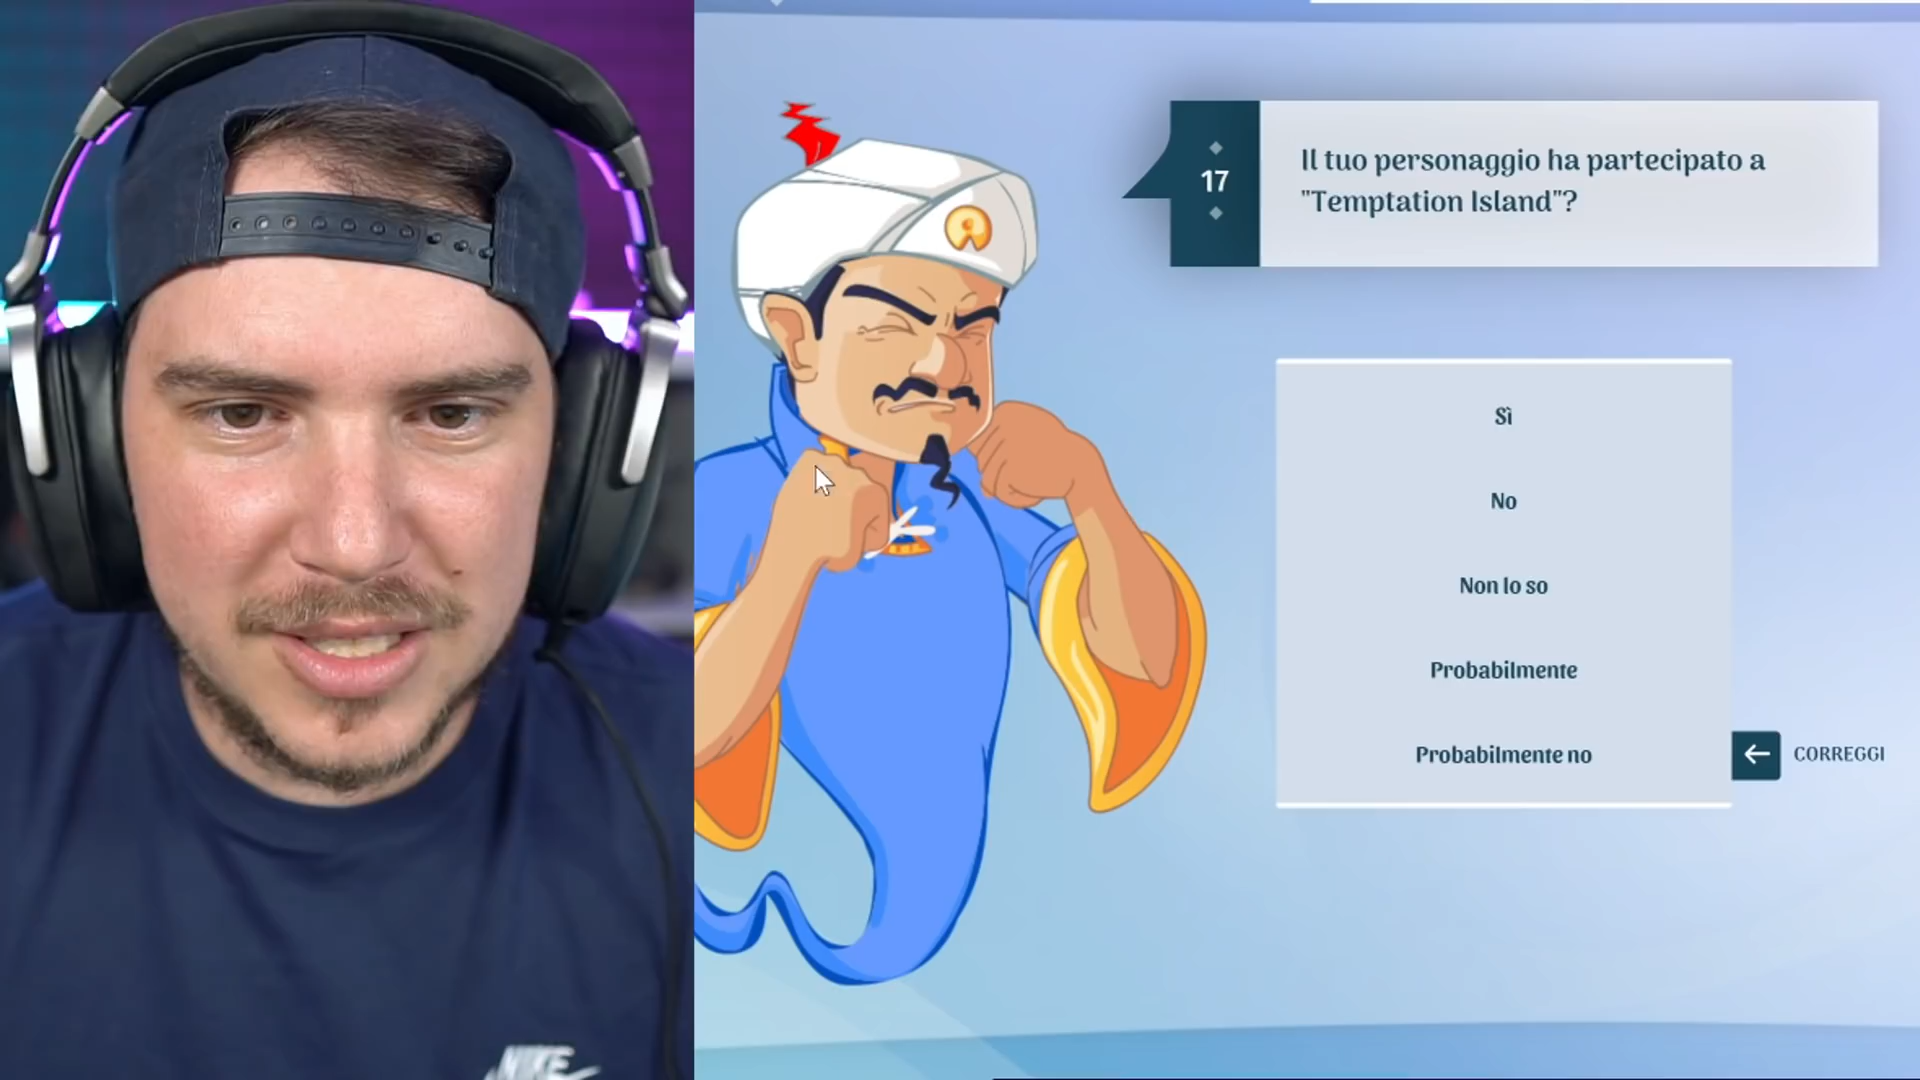 17
Il tuo personaggio ha partecipato a
"Temptation Island"?
Sì
No
Non lo so
Probabilmente
Probabilmente no
CORREGGI
NIKE